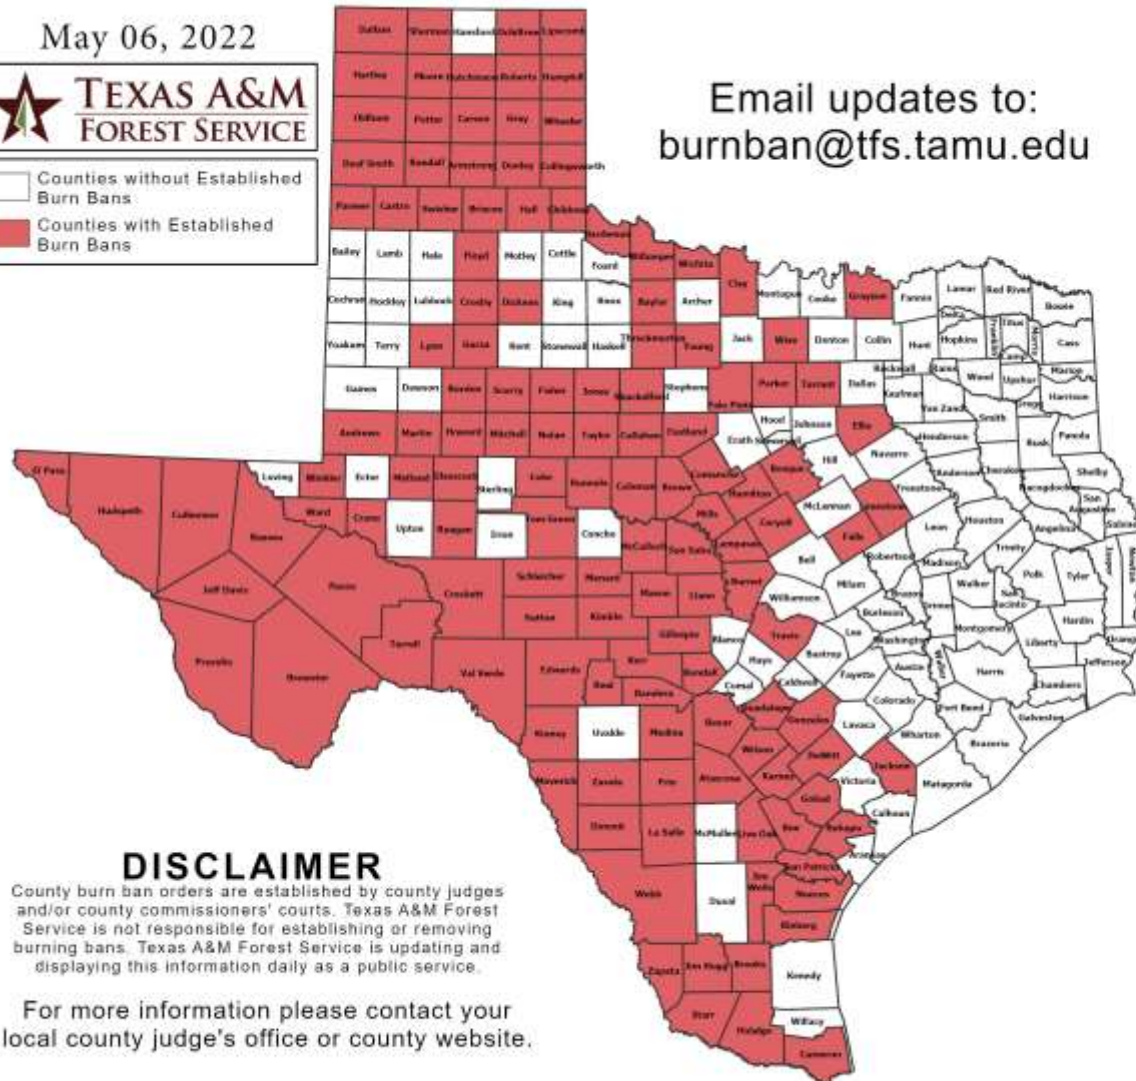 May 06, 2022
TEXAS A&M
FOREST SERVICE
Counties without Established
Burn Bans
Counties with Established
Burn Bans
Email updates to:
burnban@tfs.tamu.edu
Dallam Sherman Hansford Ochiltree Lipscomb
Hartley Moore Hutchinson Roberts Hemphill
Oldham Potter Carson Gray Wheeler
Deaf Smith Randall Armstrong Donley Collingsworth
Parmer Castro Swisher Briscoe Hall Childress
Hardeman
Bailey Lamb Hale Floyd Motley Cottle Foard Wilbarger Wichita
Clay Montague Cooke Grayson Fannin Lamar Red River Bowie
Cochran Hockley Lubbock Crosby Dickens King Knox Baylor Archer
Delta Franklin Titus Morris Cass
Yoakum Terry Lynn Garza Kent Stonewall Haskell Throckmorton Young Jack Wise Denton Collin Hunt Hopkins Camp
Rockwall Rains Wood Upshur Marion
Gaines Dawson Borden Scurry Fisher Jones Shackelford Stephens Palo Pinto Parker Tarrant Dallas Kaufman Van Zandt Smith Gregg Harrison
Andrews Martin Howard Mitchell Nolan Taylor Callahan Eastland Erath Hood Somervell Johnson Ellis Henderson Rusk Panola
El Paso Hudspeth Culberson Loving Winkler Ector Midland Glasscock Sterling Coke Runnels Coleman Brown Comanche Bosque Hill Navarro Anderson Cherokee Nacogdoches Shelby
Reeves Ward Crane Upton Reagan Irion Tom Green Concho McCulloch San Saba Mills Hamilton Coryell McLennan Limestone Freestone Leon Houston Angelina San Augustine Sabine
Lampasas Falls Bell Robertson Madison Trinity Polk Tyler Jasper Newton
Jeff Davis Pecos Crockett Schleicher Menard Mason Llano Burnet Williamson Milam Brazos Grimes Walker San Jacinto Hardin
Presidio Brewster Terrell Val Verde Sutton Kimble Gillespie Blanco Travis Lee Burleson Washington Montgomery Liberty Orange
Edwards Real Kerr Bandera Kendall Comal Hays Caldwell Bastrop Fayette Austin Waller Harris Chambers Jefferson
Kinney Uvalde Medina Bexar Guadalupe Gonzales Lavaca Colorado Wharton Fort Bend Brazoria Galveston
Maverick Zavala Frio Atascosa Wilson Karnes DeWitt Victoria Jackson Matagorda
Dimmit La Salle McMullen Live Oak Bee Goliad Refugio Calhoun Aransas
Webb Duval Jim Wells San Patricio Nueces Kleberg
Zapata Jim Hogg Brooks Kenedy
Starr Hidalgo Willacy
Cameron
DISCLAIMER
County burn ban orders are established by county judges
and/or county commissioners' courts. Texas A&M Forest
Service is not responsible for establishing or removing
burning bans. Texas A&M Forest Service is updating and
displaying this information daily as a public service.
For more information please contact your
local county judge's office or county website.